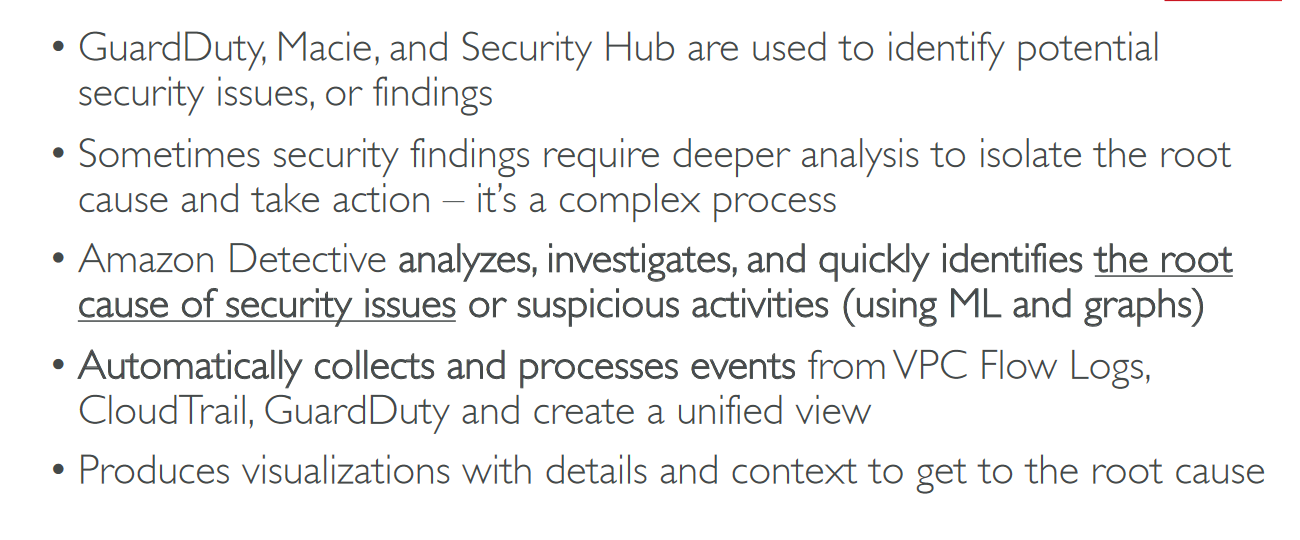 • GuardDuty, Macie, and Security Hub are used to identify potential
security issues, or findings
• Sometimes security findings require deeper analysis to isolate the root
cause and take action – it’s a complex process
• Amazon Detective analyzes, investigates, and quickly identifies the root
cause of security issues or suspicious activities (using ML and graphs)
• Automatically collects and processes events from VPC Flow Logs,
CloudTrail, GuardDuty and create a unified view
• Produces visualizations with details and context to get to the root cause